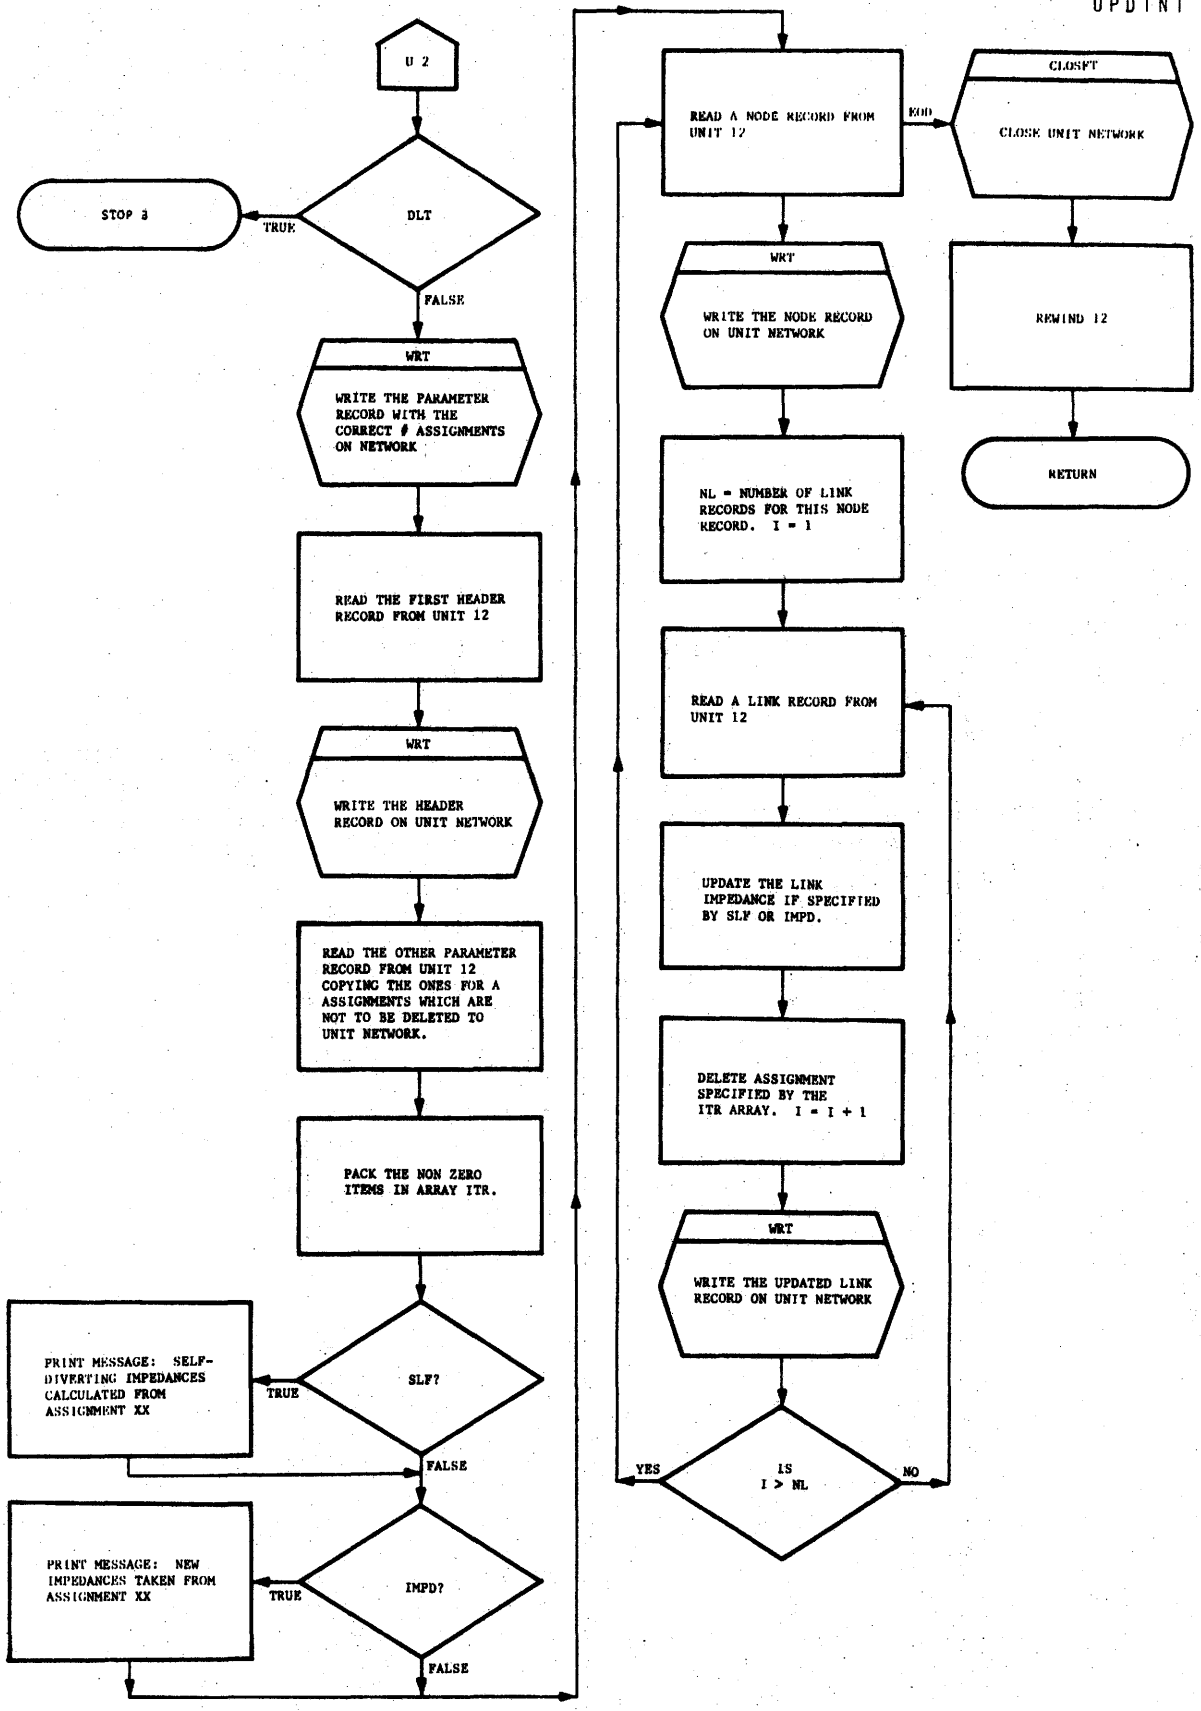 UPDTNT
U 2
DLT
TRUE
STOP 3
FALSE
WRT
WRITE THE PARAMETER
RECORD WITH THE
CORRECT # ASSIGNMENTS
ON NETWORK
READ THE FIRST HEADER
RECORD FROM UNIT 12
WRT
WRITE THE HEADER
RECORD ON UNIT NETWORK
READ THE OTHER PARAMETER
RECORD FROM UNIT 12
COPYING THE ONES FOR A
ASSIGNMENTS WHICH ARE
NOT TO BE DELETED TO
UNIT NETWORK.
PACK THE NON ZERO
ITEMS IN ARRAY ITR.
SLF?
TRUE
PRINT MESSAGE: SELF-
DIVERTING IMPEDANCES
CALCULATED FROM
ASSIGNMENT XX
FALSE
IMPD?
TRUE
PRINT MESSAGE: NEW
IMPEDANCES TAKEN FROM
ASSIGNMENT XX
FALSE
READ A NODE RECORD FROM
UNIT 12
EOD
CLOSFT
CLOSE UNIT NETWORK
REWIND 12
RETURN
WRT
WRITE THE NODE RECORD
ON UNIT NETWORK
NL = NUMBER OF LINK
RECORDS FOR THIS NODE
RECORD. I = 1
READ A LINK RECORD FROM
UNIT 12
UPDATE THE LINK
IMPEDANCE IF SPECIFIED
BY SLF OR IMPD.
DELETE ASSIGNMENT
SPECIFIED BY THE
ITR ARRAY. I = I + 1
WRT
WRITE THE UPDATED LINK
RECORD ON UNIT NETWORK
IS
I > NL
YES
NO